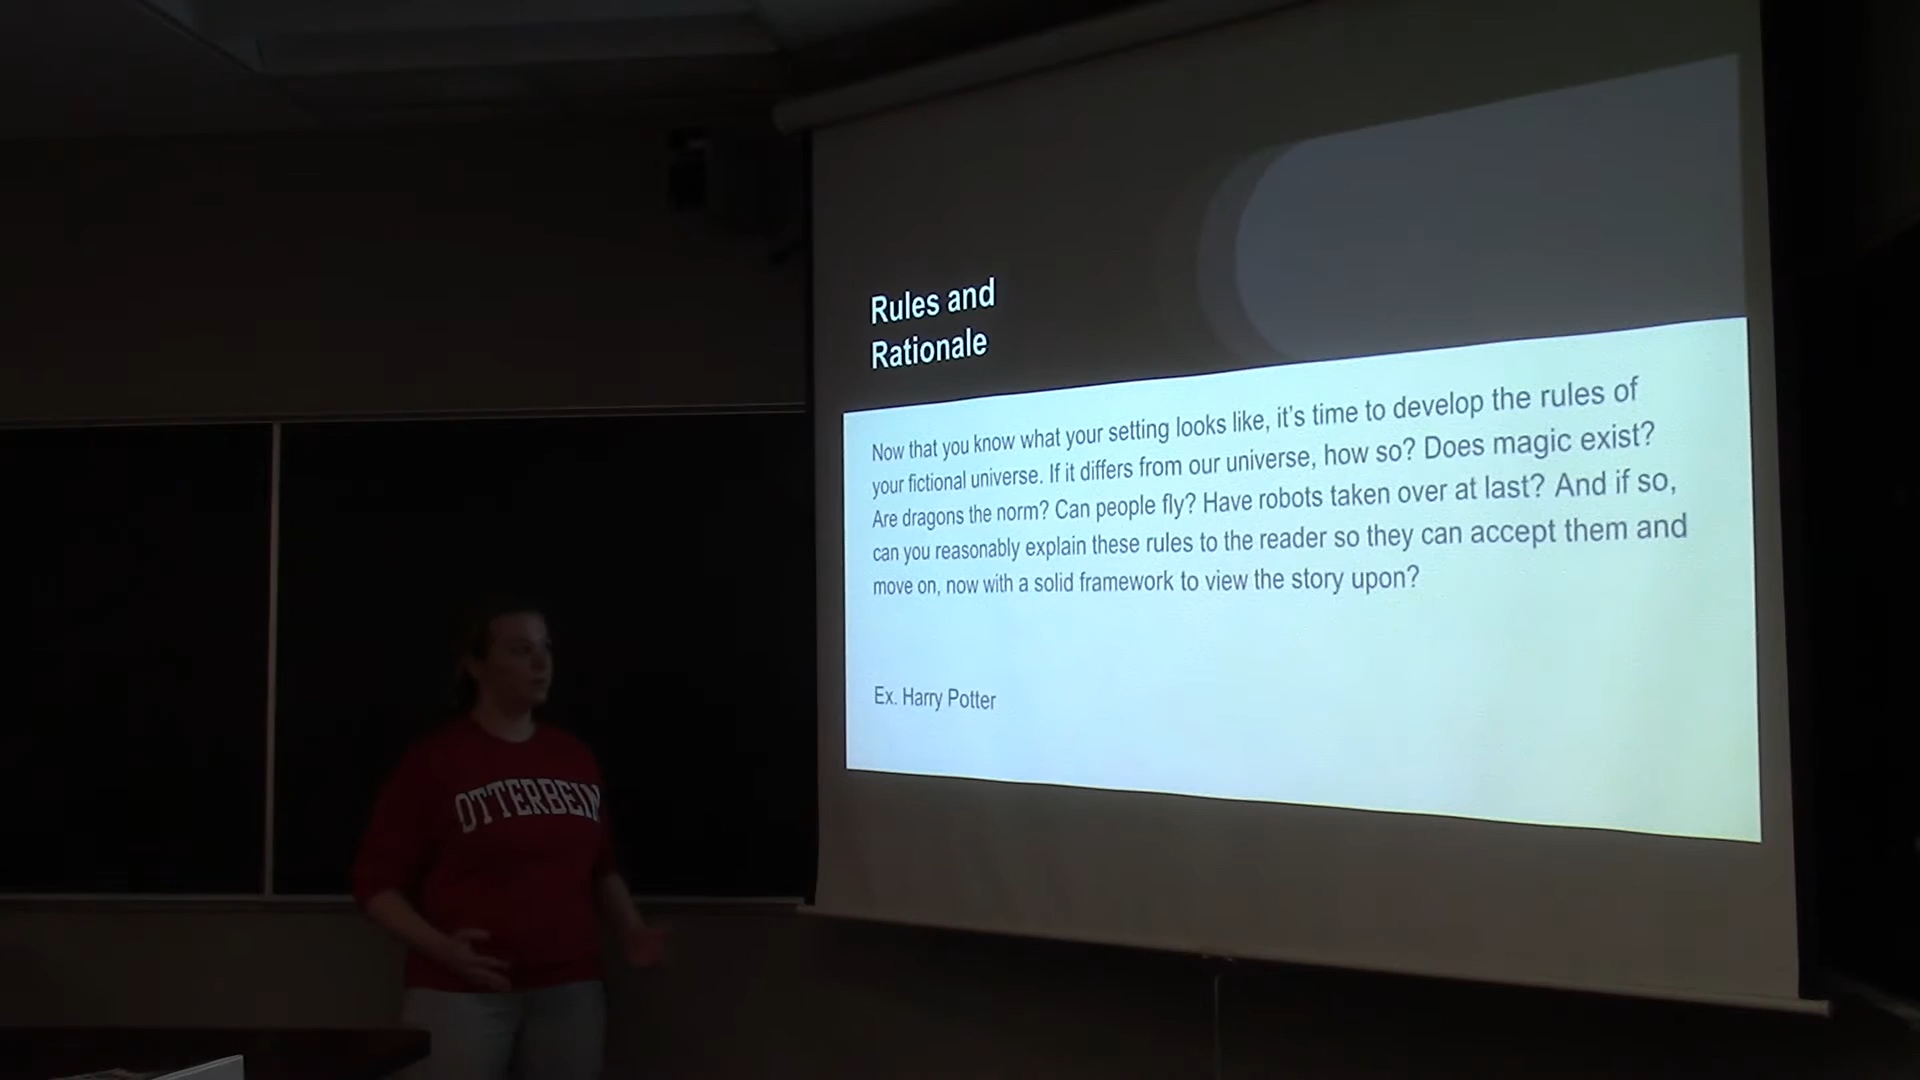 Rules and
Rationale
Now that you know what your setting looks like, it's time to develop the rules of
your fictional universe. If it differs from our universe, how so? Does magic exist?
Are dragons the norm? Can people fly? Have robots taken over at last? And if so,
can you reasonably explain these rules to the reader so they can accept them and
move on, now with a solid framework to view the story upon?
Ex. Harry Potter
OTTERBEIN